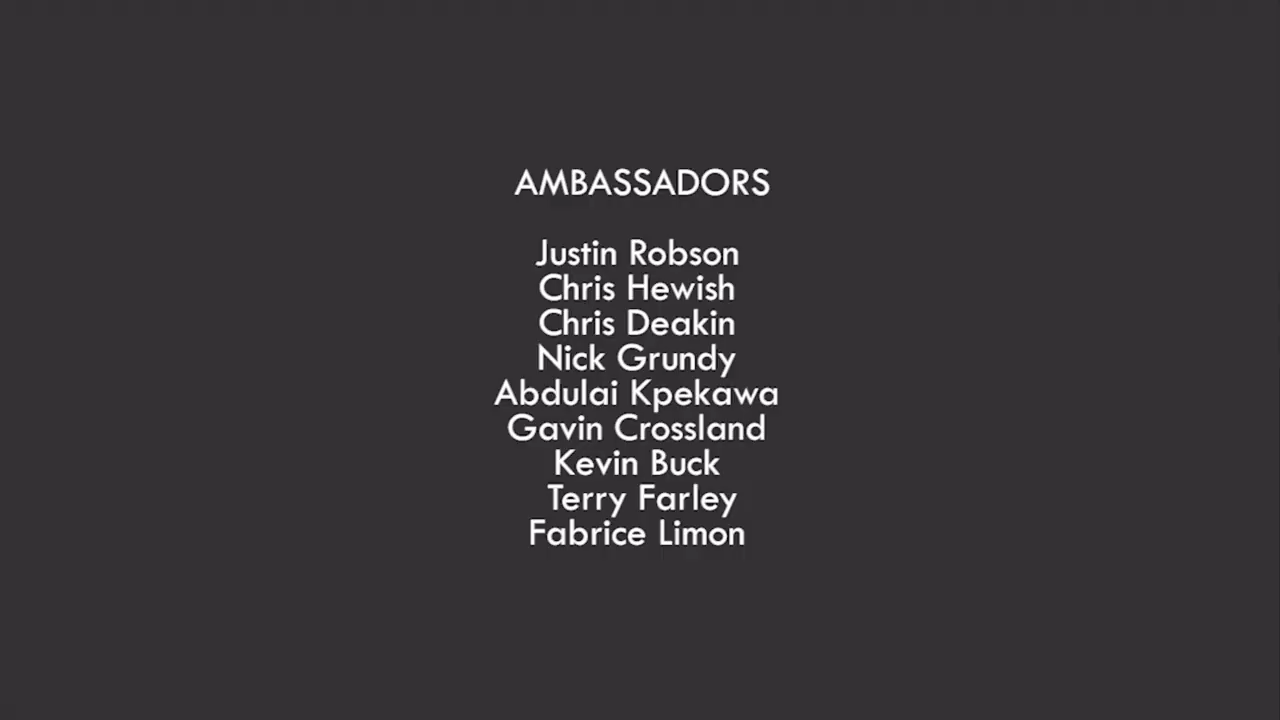 AMBASSADORS
Justin Robson
Chris Hewish
Chris Deakin
Nick Grundy
Abdulai Kpekawa
Gavin Crossland
Kevin Buck
Terry Farley
Fabrice Limon